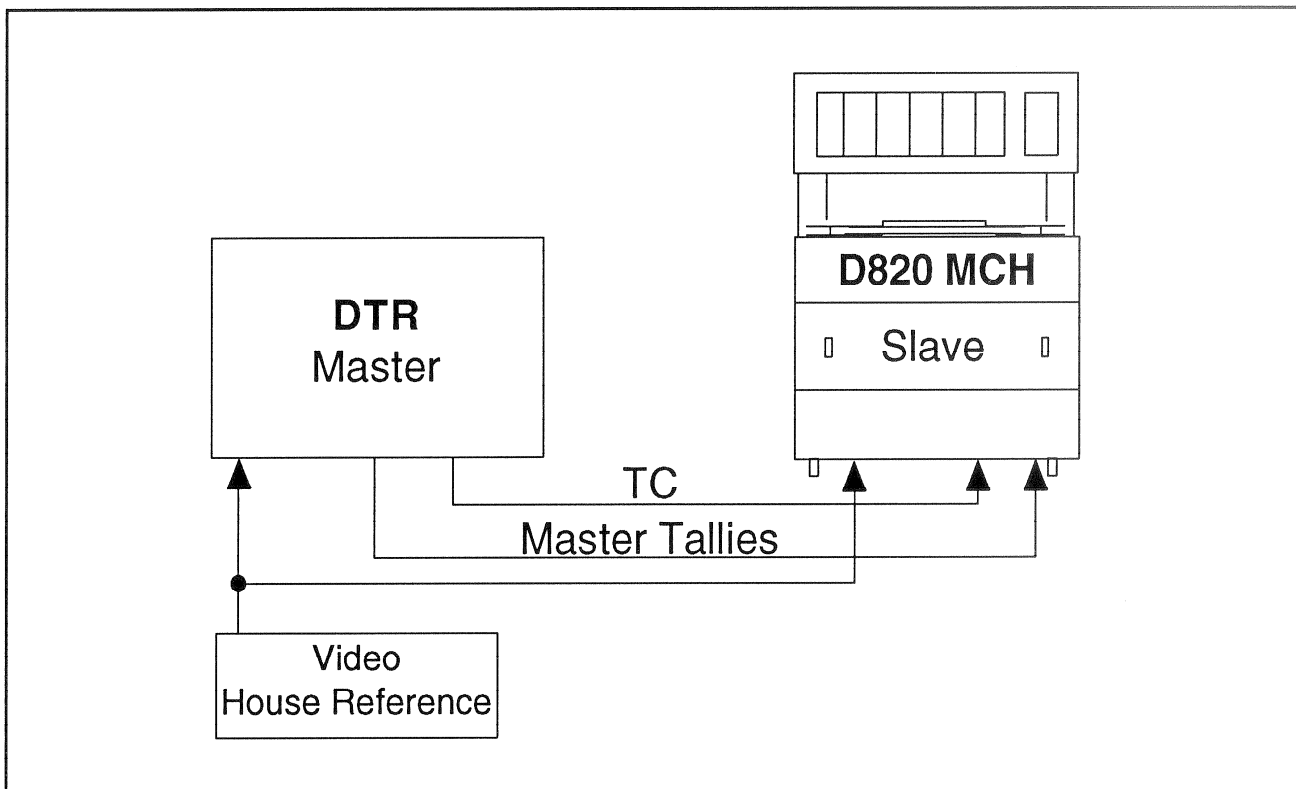 D820 MCH
Slave
DTR
Master
TC
Master Tallies
Video
House Reference